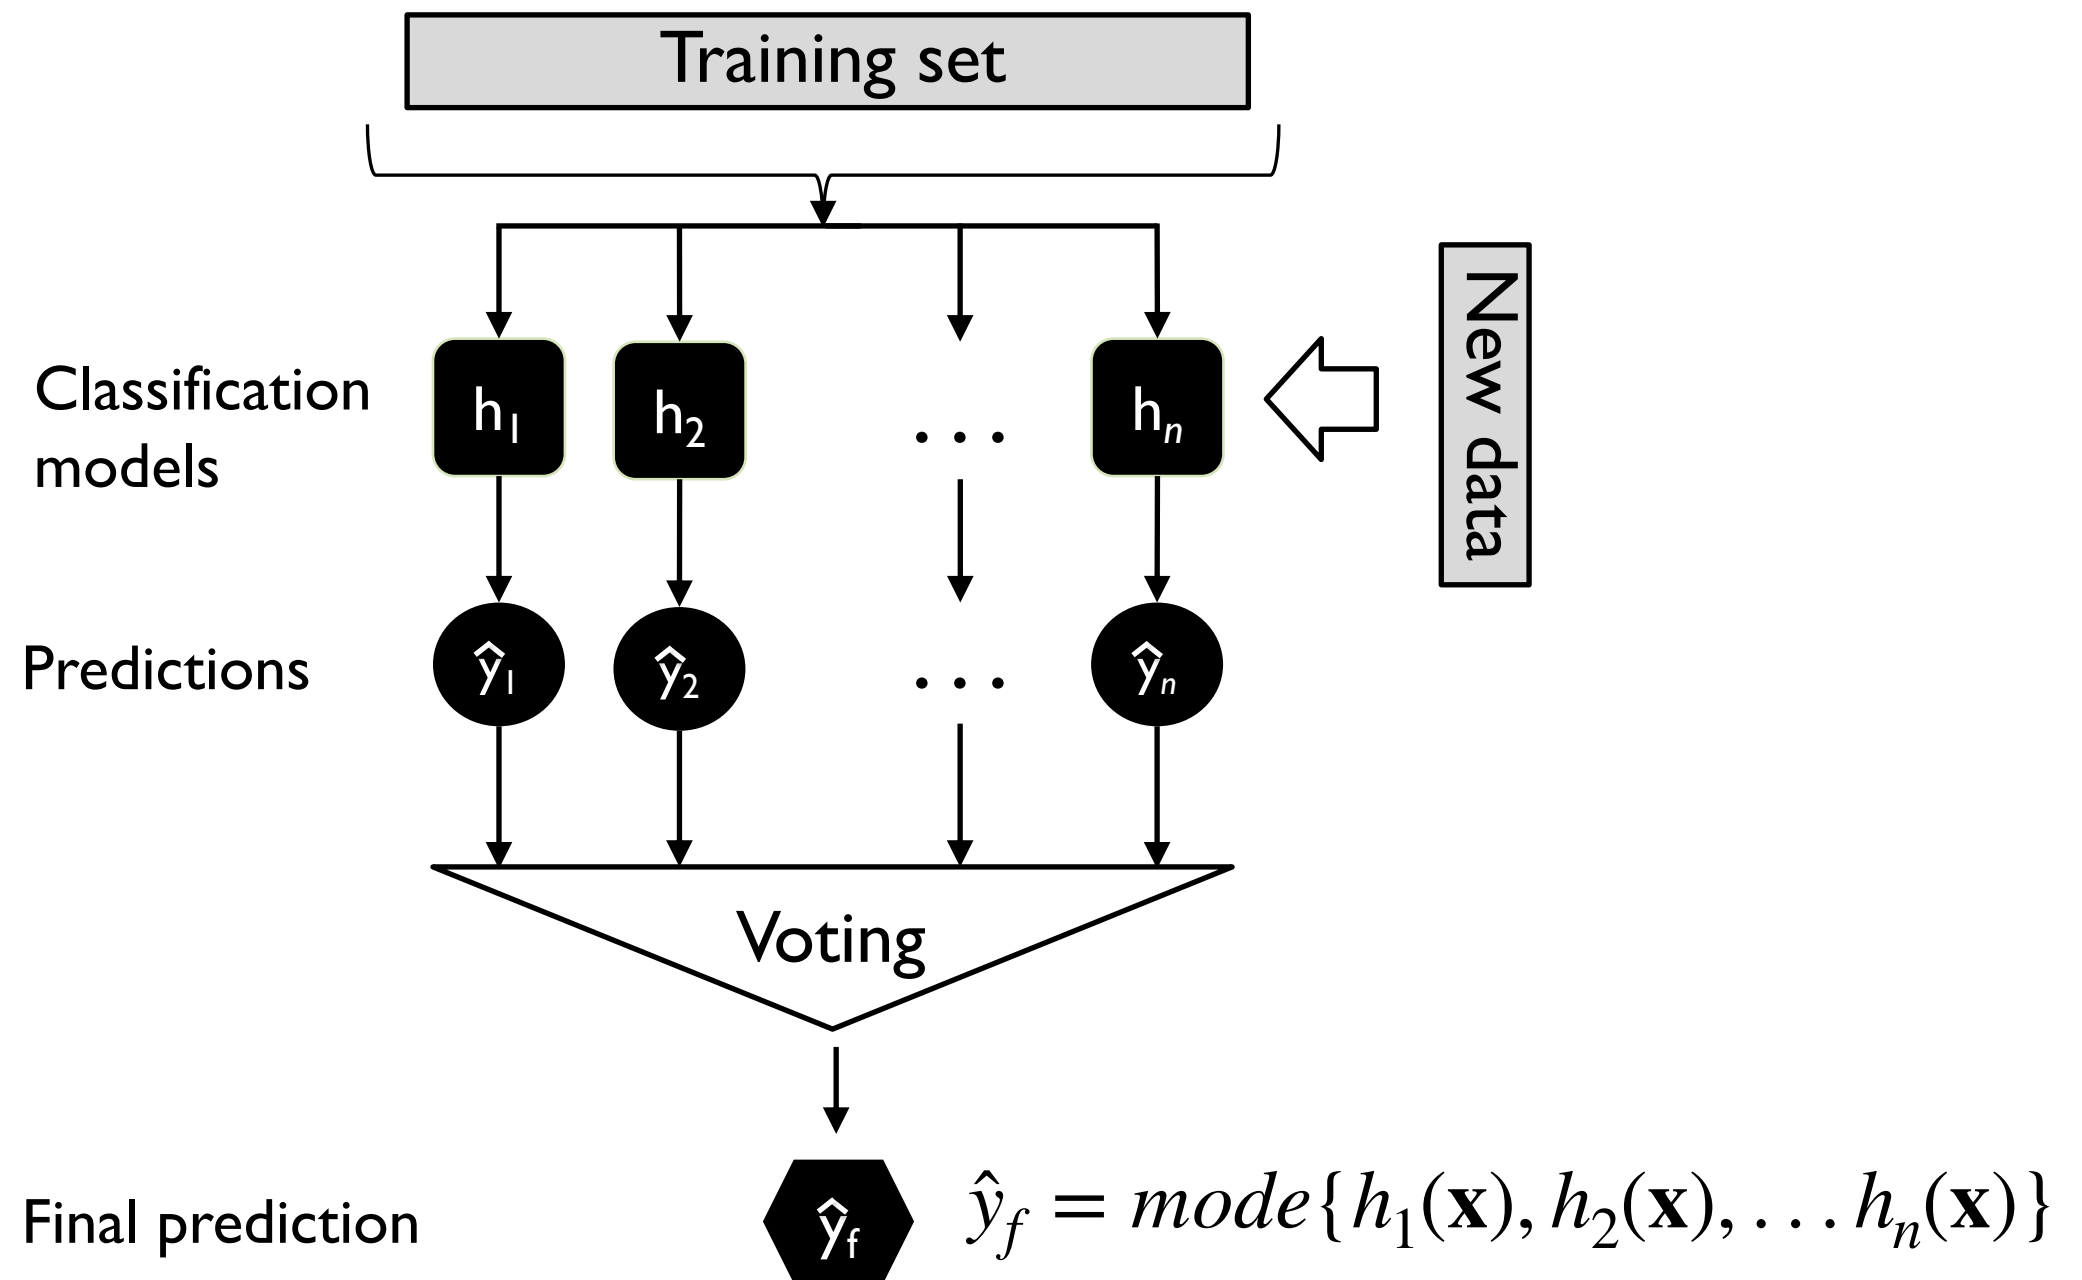 Training set
Classification
models
h₁
h₂
. . .
hₙ
New data
Predictions
ŷ₁
ŷ₂
. . .
ŷₙ
Voting
Final prediction
ŷf
ŷf = mode{h₁(x), h₂(x), . . . hₙ(x)}